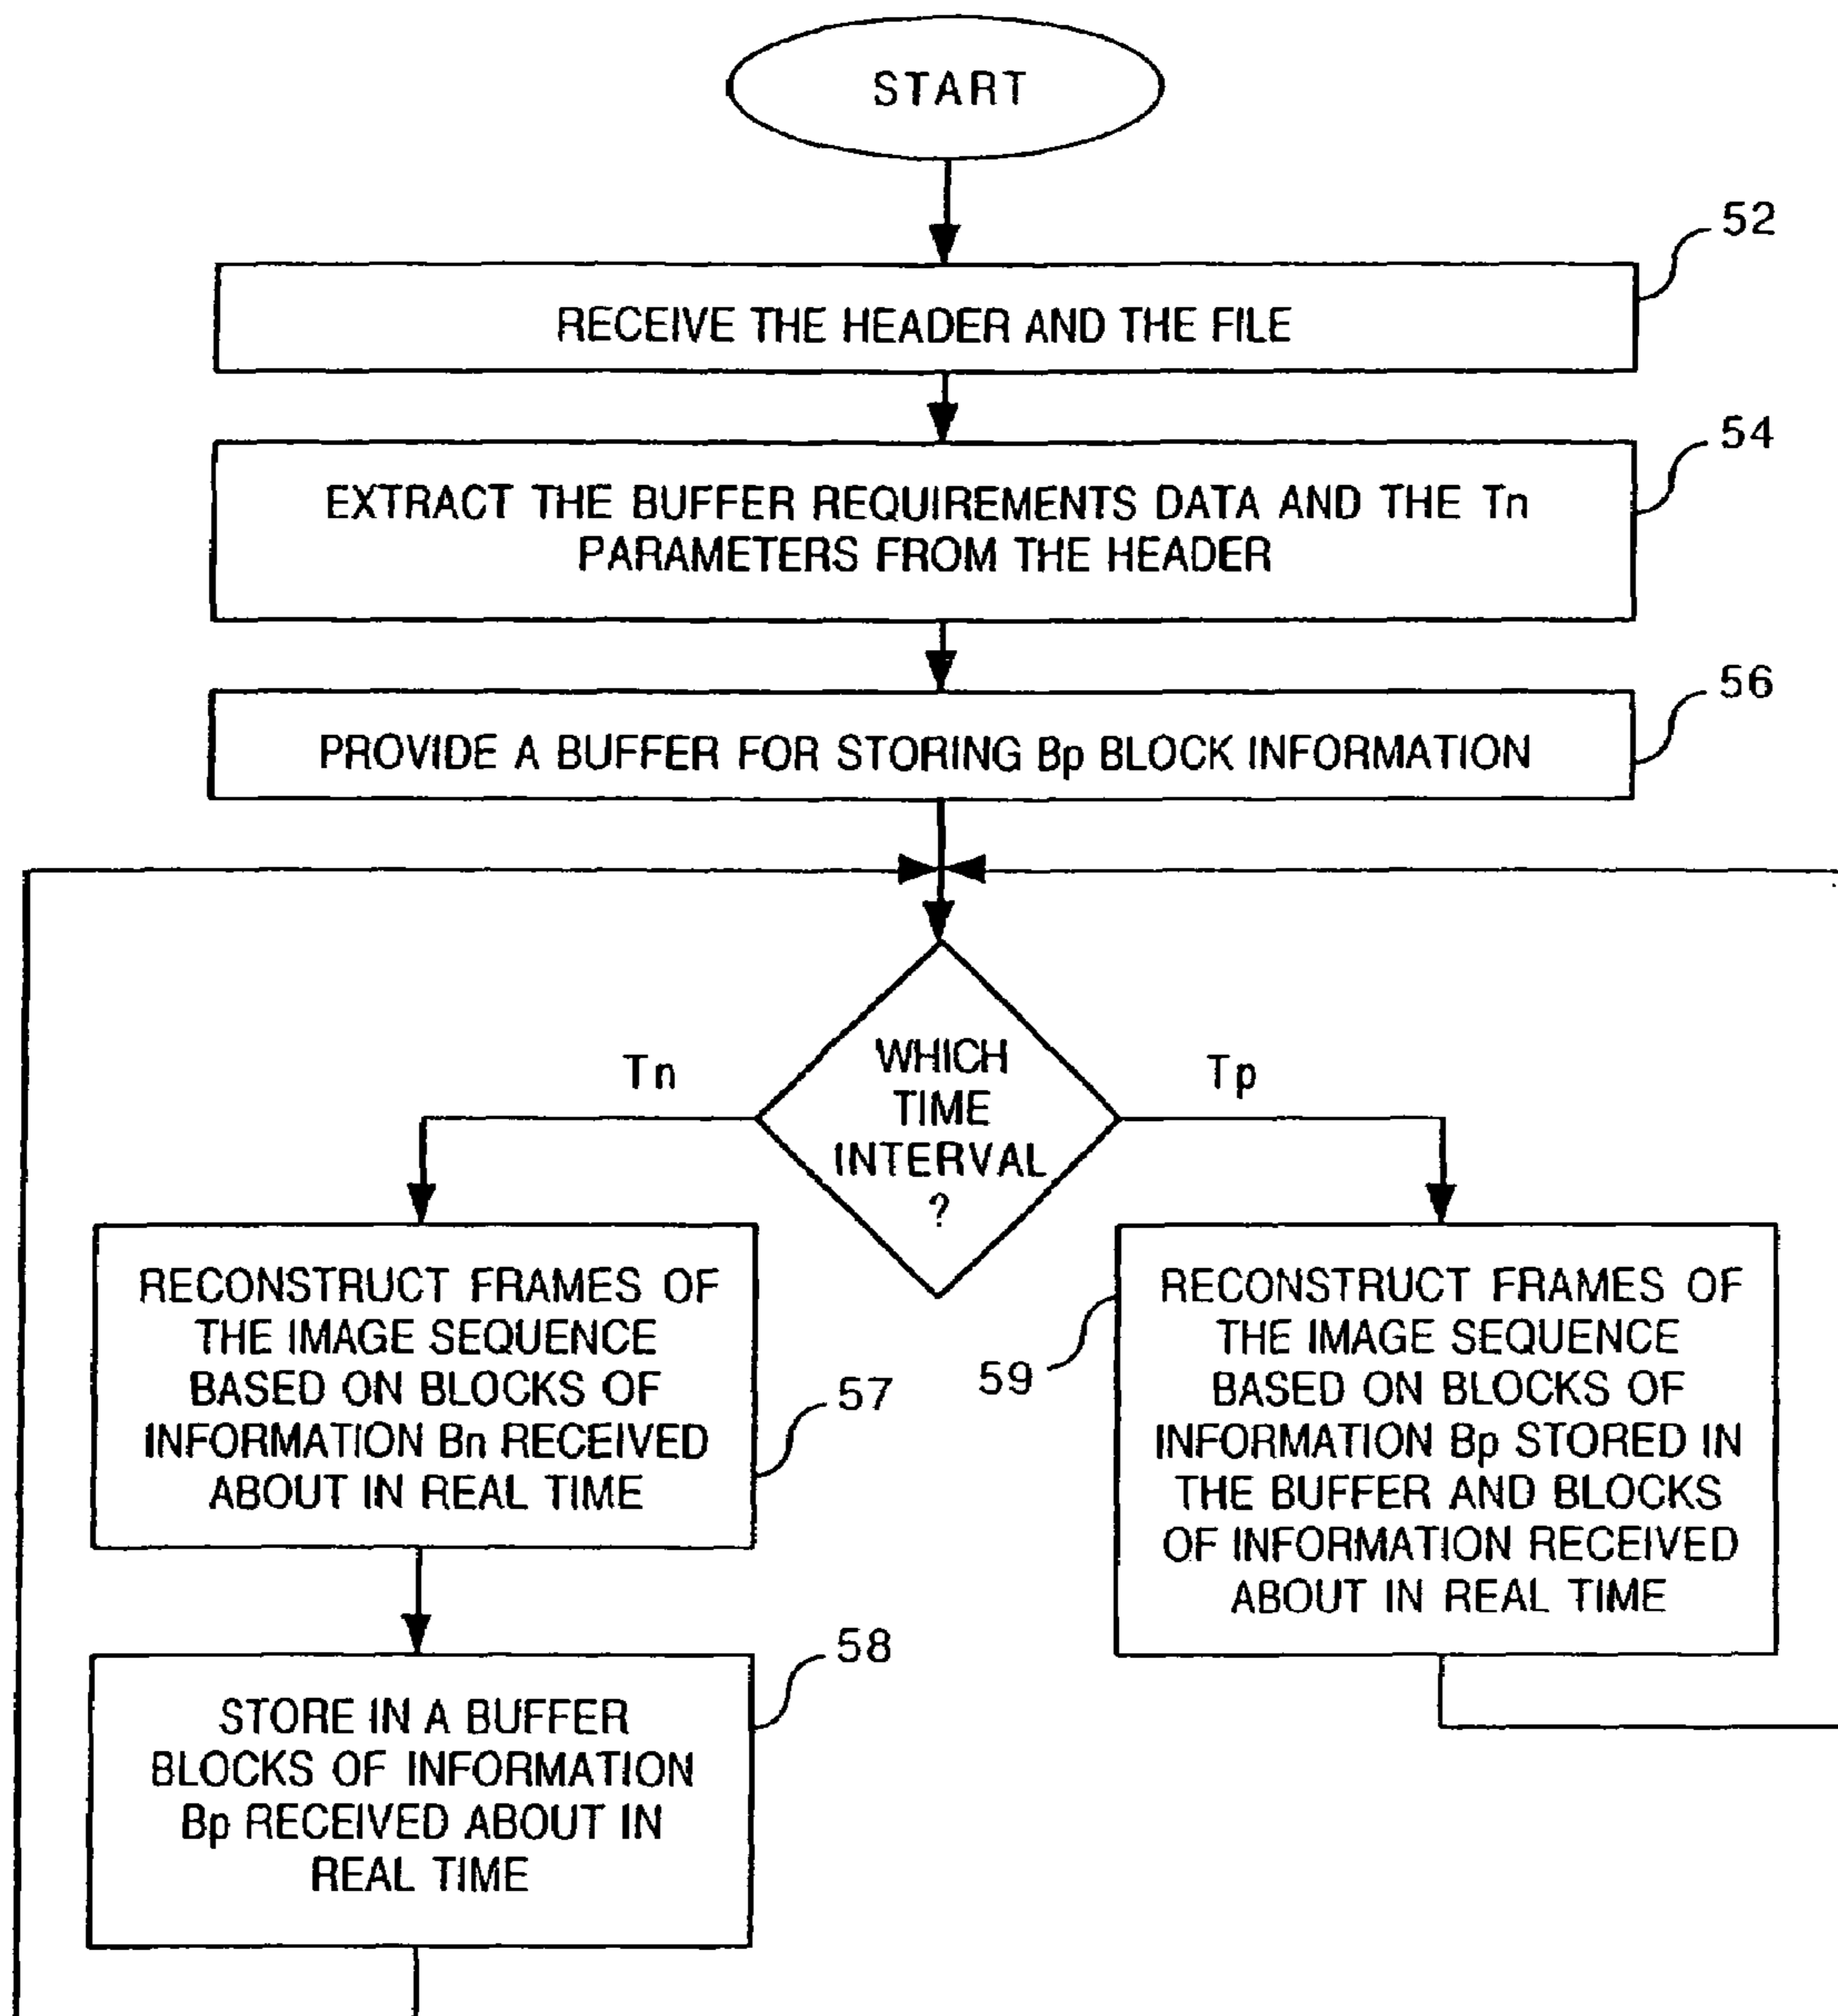 START
52
RECEIVE THE HEADER AND THE FILE
54
EXTRACT THE BUFFER REQUIREMENTS DATA AND THE Tn
PARAMETERS FROM THE HEADER
56
PROVIDE A BUFFER FOR STORING Bp BLOCK INFORMATION
WHICH
TIME
INTERVAL
?
Tn
Tp
RECONSTRUCT FRAMES OF
THE IMAGE SEQUENCE
BASED ON BLOCKS OF
INFORMATION Bn RECEIVED
ABOUT IN REAL TIME
57
59
RECONSTRUCT FRAMES OF
THE IMAGE SEQUENCE
BASED ON BLOCKS OF
INFORMATION Bp STORED IN
THE BUFFER AND BLOCKS
OF INFORMATION RECEIVED
ABOUT IN REAL TIME
58
STORE IN A BUFFER
BLOCKS OF INFORMATION
Bp RECEIVED ABOUT IN
REAL TIME